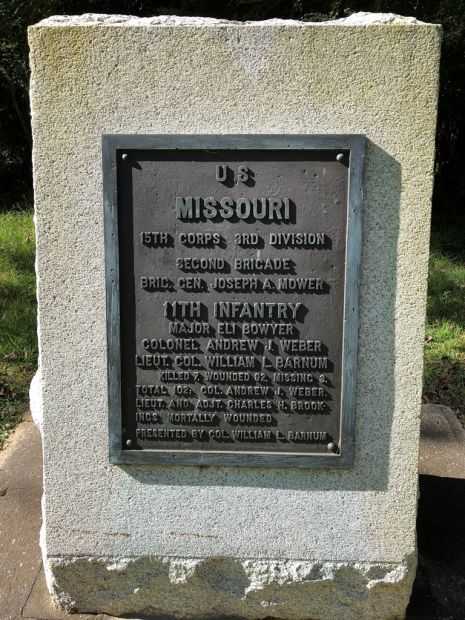 U S
MISSOURI
15TH CORPS, 3RD DIVISION
SECOND BRIGADE
BRIG. GEN. JOSEPH A. MOWER
11TH INFANTRY
MAJOR ELI BOWYER
COLONEL ANDREW J. WEBER
LIEUT. COL. WILLIAM L. BARNUM
KILLED 7, WOUNDED 92, MISSING 3,
TOTAL 102; COL. ANDREW J. WEBER,
LIEUT. AND ADJT. CHARLES H. BROOK-
INGS, MORTALLY WOUNDED
PRESENTED BY COL. WILLIAM L. BARNUM